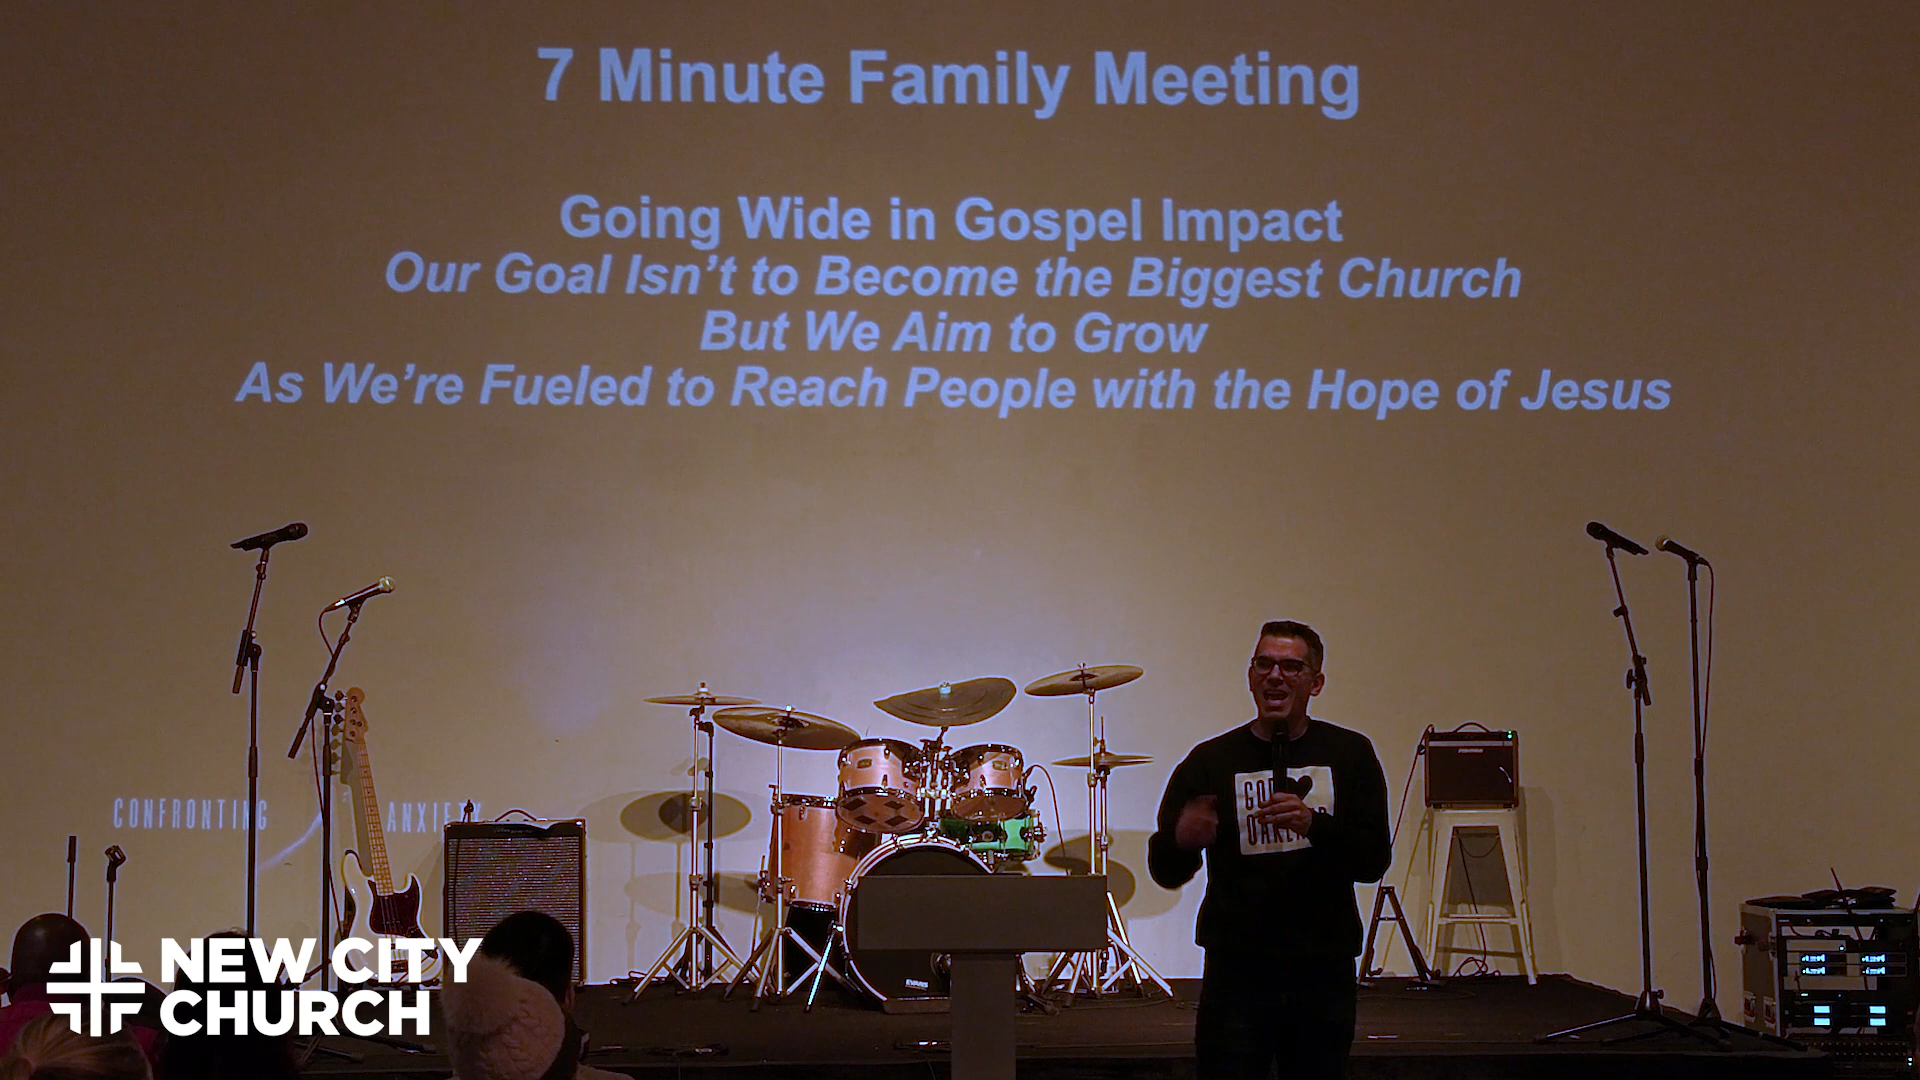 7 Minute Family Meeting
Going Wide in Gospel Impact
Our Goal Isn't to Become the Biggest Church
But We Aim to Grow
As We're Fueled to Reach People with the Hope of Jesus
CONFRONTING ANXIETY
GOD
EVANS
NEW CITY
CHURCH